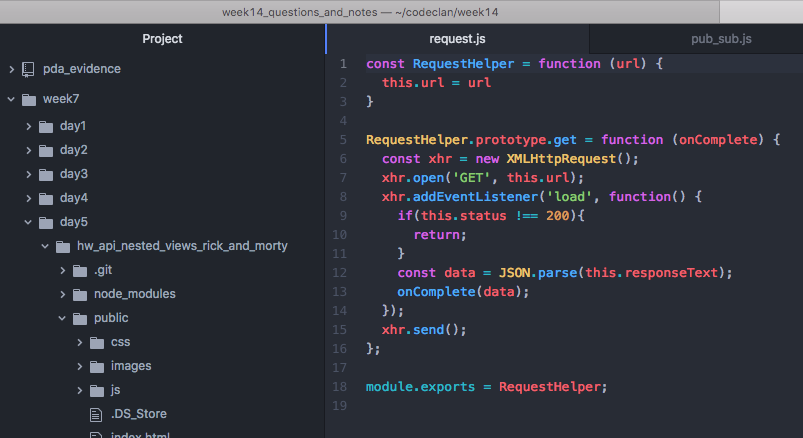 week14_questions_and_notes — ~/codeclan/week14
Project
pda_evidence
week7
day1
day2
day3
day4
day5
hw_api_nested_views_rick_and_morty
.git
node_modules
public
css
images
js
.DS_Store
index.html
request.js
pub_sub.js
1 const RequestHelper = function (url) {
2   this.url = url
3 }
4
5 RequestHelper.prototype.get = function (onComplete) {
6   const xhr = new XMLHttpRequest();
7   xhr.open('GET', this.url);
8   xhr.addEventListener('load', function() {
9     if(this.status !== 200){
10       return;
11     }
12     const data = JSON.parse(this.responseText);
13     onComplete(data);
14   });
15   xhr.send();
16 };
17
18 module.exports = RequestHelper;
19